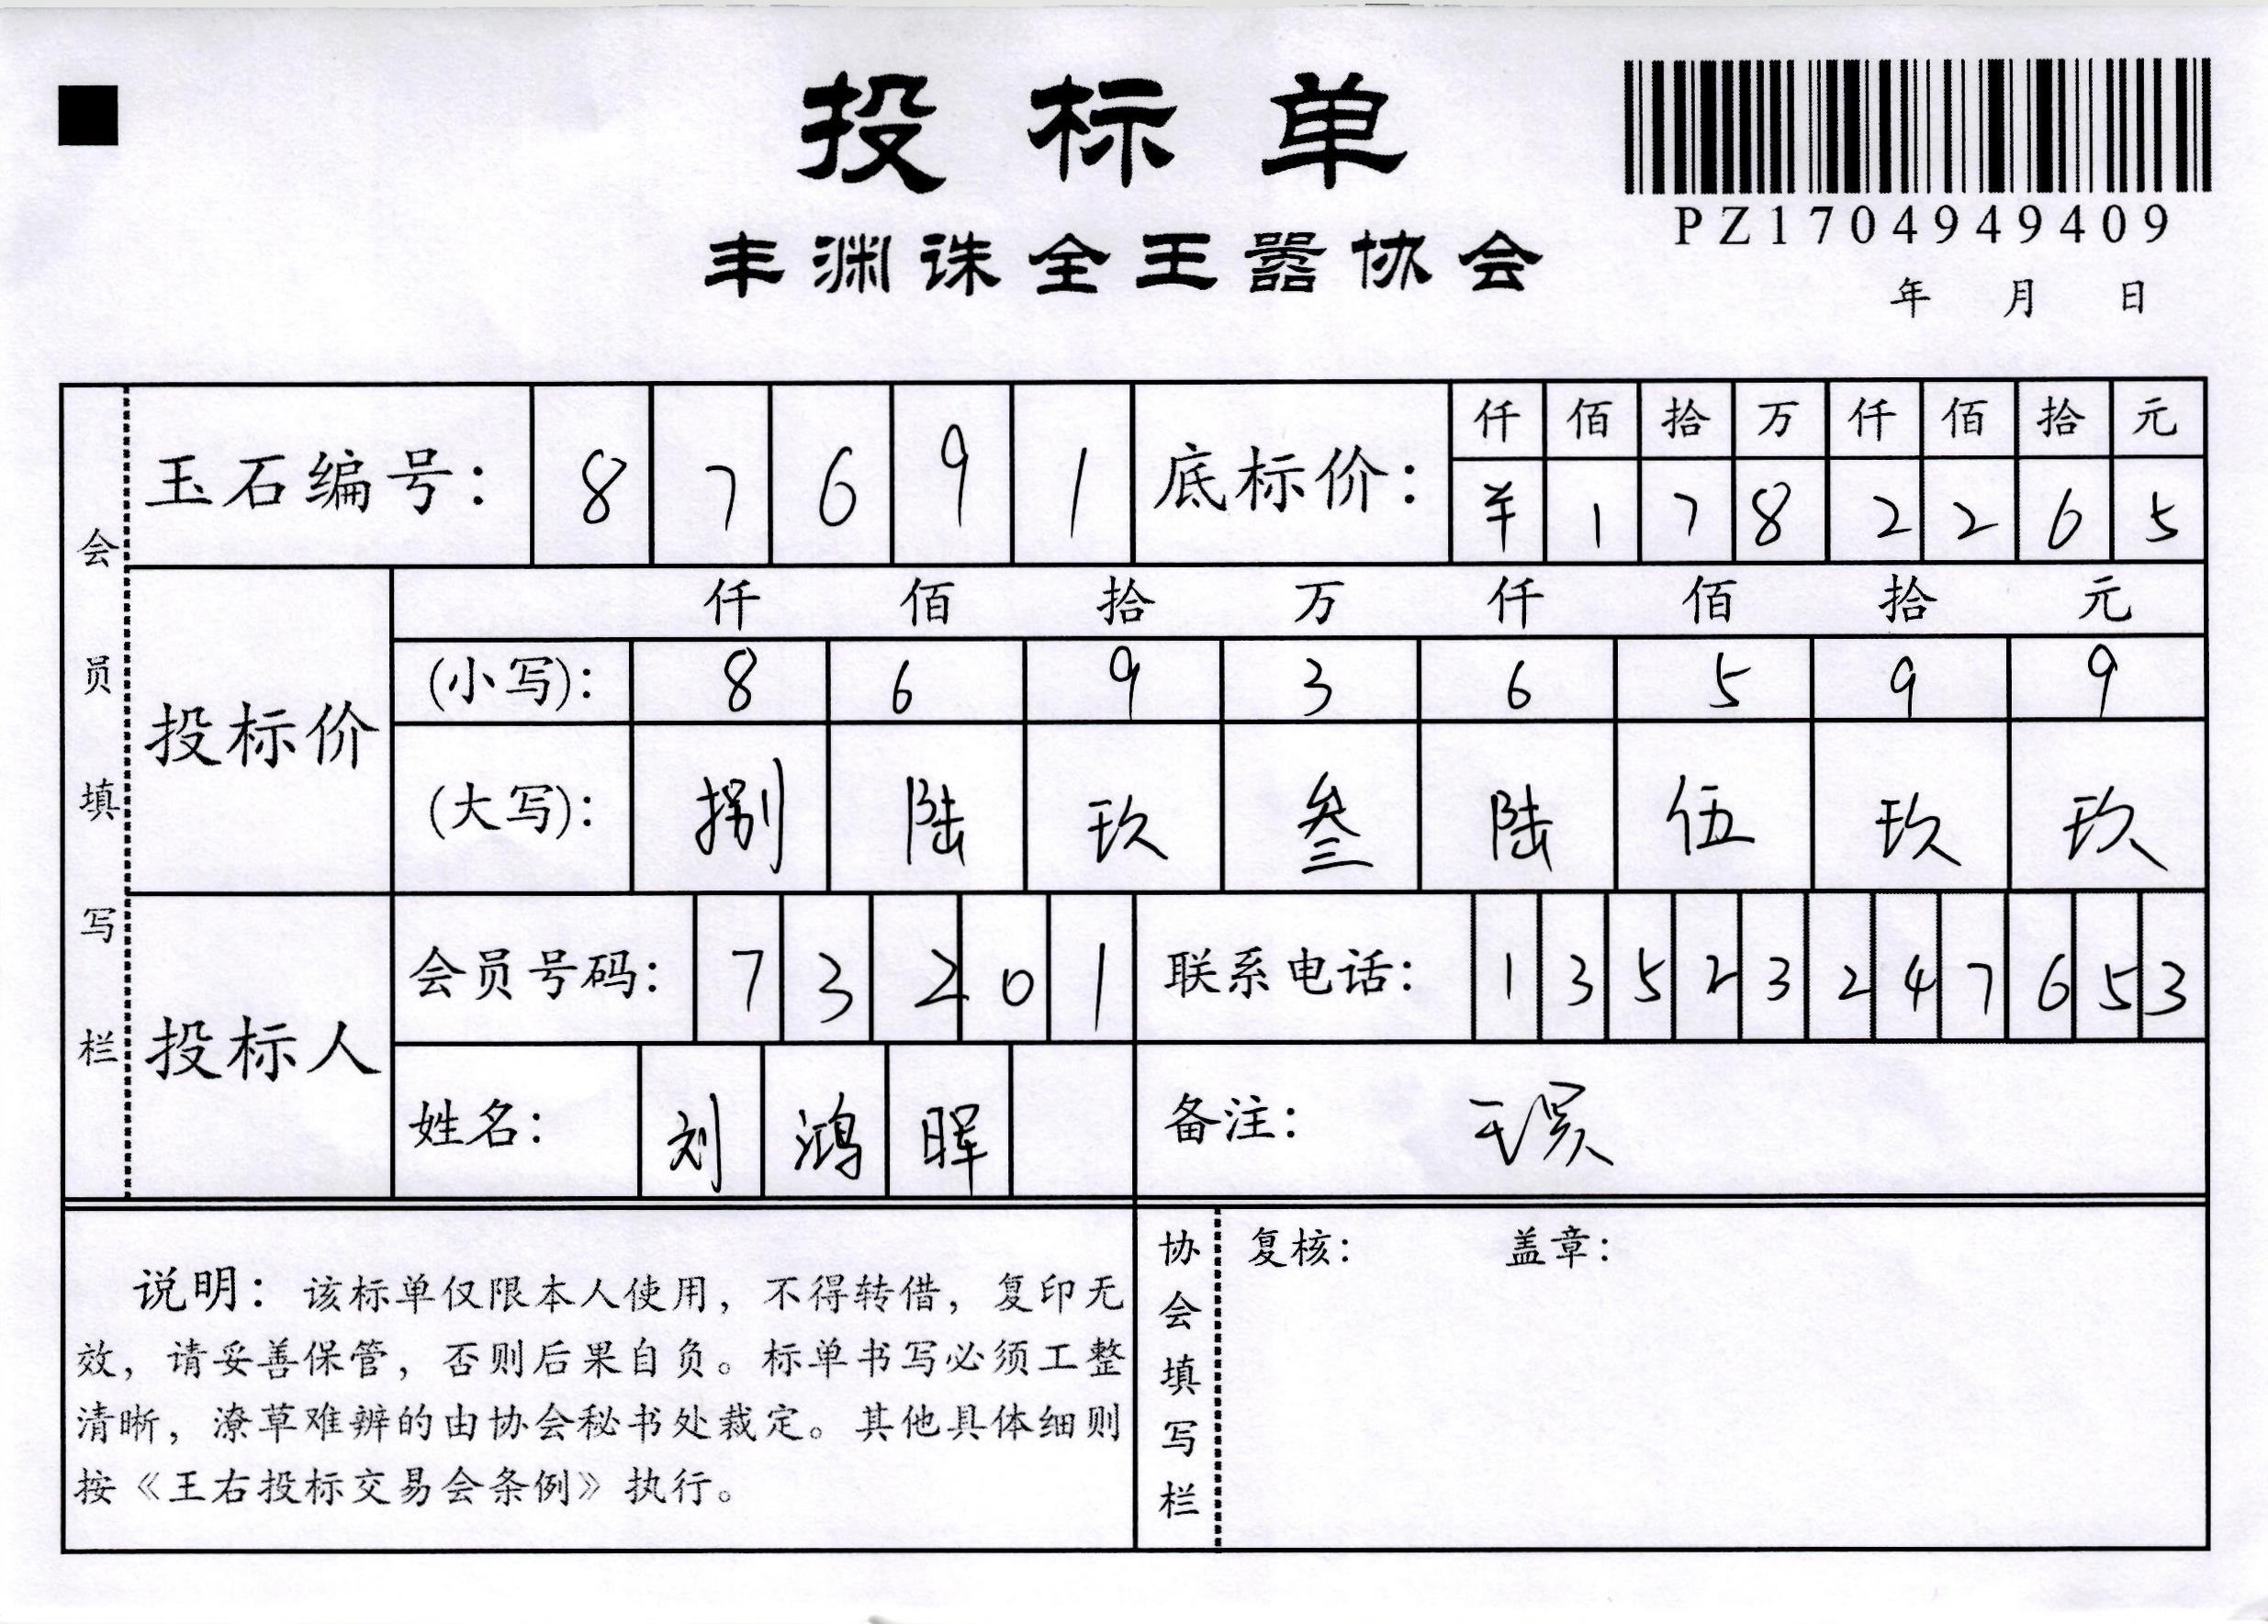 投标单
PZ1704949409
丰渊诛全王嚣协会
年 月 日
会员填写栏
玉石编号: 8 7 6 9 1
底标价: 仟 佰 拾 万 仟 佰 拾 元
¥ 1 7 8 2 2 6 5
投标价
仟 佰 拾 万 仟 佰 拾 元
(小写): 8 6 9 3 6 5 9 9
(大写): 捌 陆 玖 叁 陆 伍 玖 玖
投标人
会员号码: 7 3 2 0 1
联系电话: 1 3 5 2 3 2 4 7 6 5 3
姓名: 刘 鸿 晖
备注:
说明: 该标单仅限本人使用, 不得转借, 复印无
效, 请妥善保管, 否则后果自负。标单书写必须工整
清晰, 潦草难辨的由协会秘书处裁定。其他具体细则
按《王右投标交易会条例》执行。
协会填写栏
复核: 盖章: